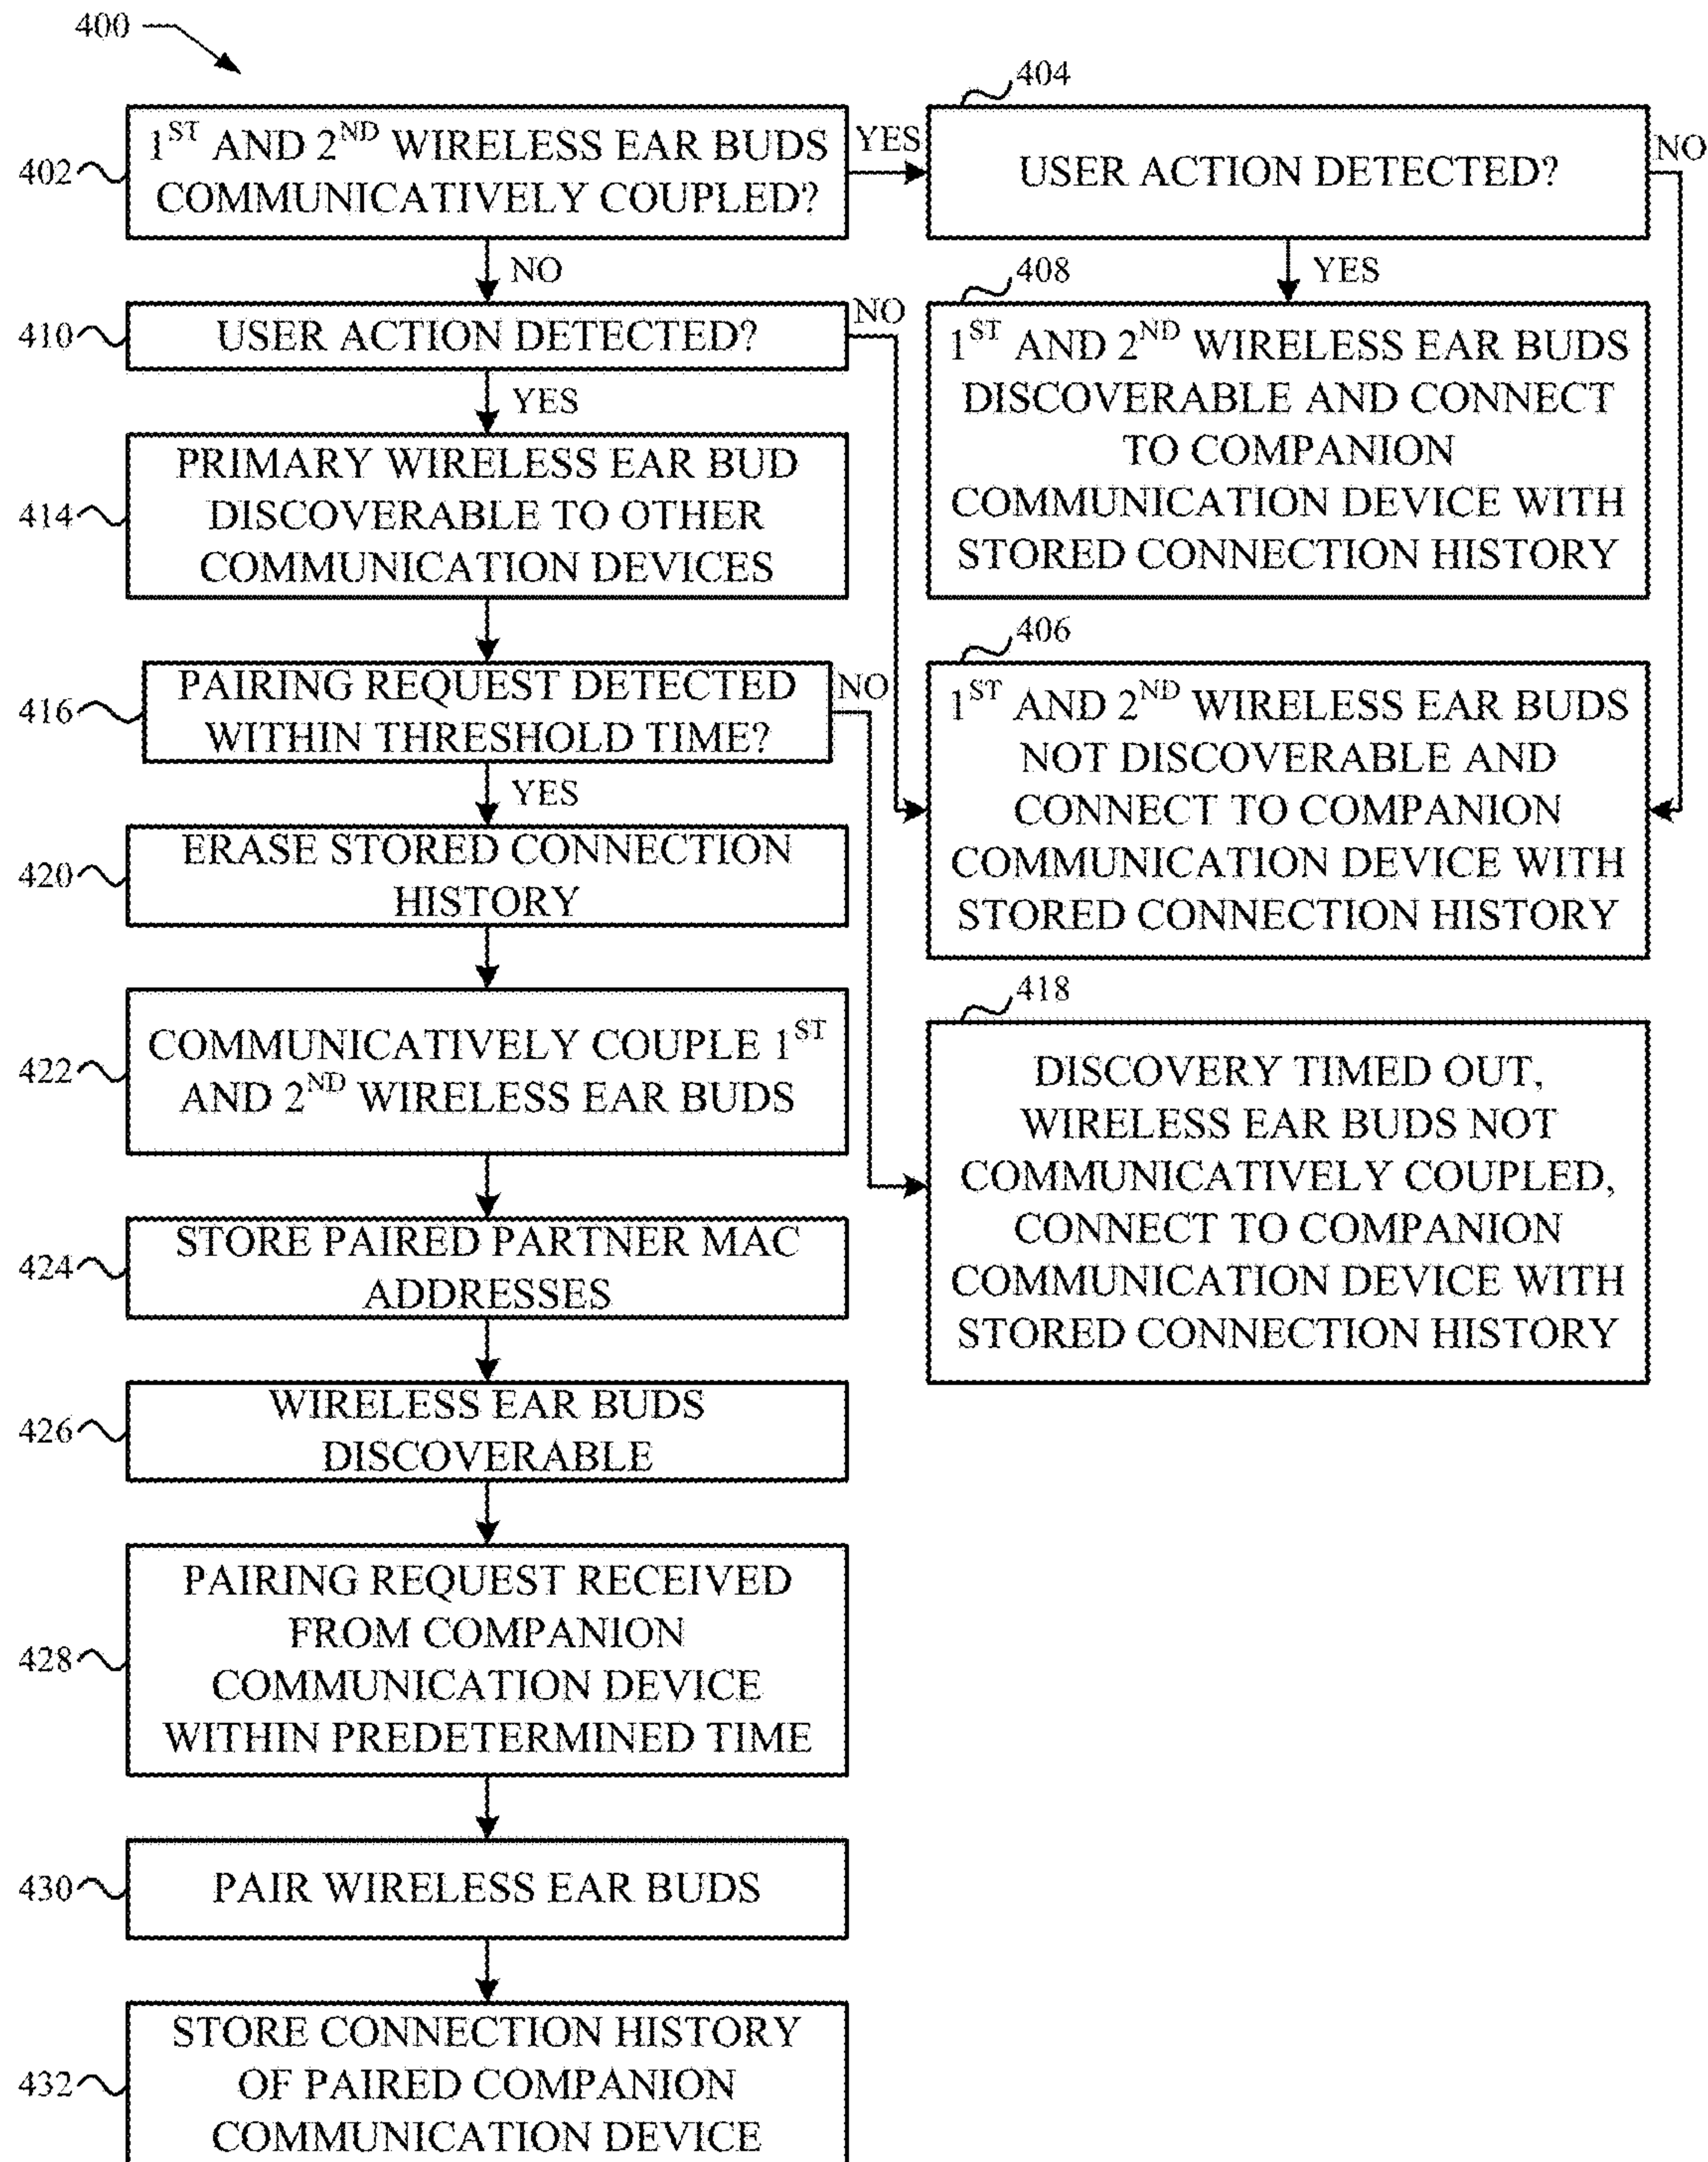 400
402
1ST AND 2ND WIRELESS EAR BUDS
COMMUNICATIVELY COUPLED?
YES
404
USER ACTION DETECTED?
NO
NO
YES
410
USER ACTION DETECTED?
NO
408
1ST AND 2ND WIRELESS EAR BUDS
DISCOVERABLE AND CONNECT
TO COMPANION
COMMUNICATION DEVICE WITH
STORED CONNECTION HISTORY
YES
414
PRIMARY WIRELESS EAR BUD
DISCOVERABLE TO OTHER
COMMUNICATION DEVICES
416
PAIRING REQUEST DETECTED
WITHIN THRESHOLD TIME?
NO
406
1ST AND 2ND WIRELESS EAR BUDS
NOT DISCOVERABLE AND
CONNECT TO COMPANION
COMMUNICATION DEVICE WITH
STORED CONNECTION HISTORY
YES
420
ERASE STORED CONNECTION
HISTORY
422
COMMUNICATIVELY COUPLE 1ST
AND 2ND WIRELESS EAR BUDS
418
DISCOVERY TIMED OUT,
WIRELESS EAR BUDS NOT
COMMUNICATIVELY COUPLED,
CONNECT TO COMPANION
COMMUNICATION DEVICE WITH
STORED CONNECTION HISTORY
424
STORE PAIRED PARTNER MAC
ADDRESSES
426
WIRELESS EAR BUDS
DISCOVERABLE
428
PAIRING REQUEST RECEIVED
FROM COMPANION
COMMUNICATION DEVICE
WITHIN PREDETERMINED TIME
430
PAIR WIRELESS EAR BUDS
432
STORE CONNECTION HISTORY
OF PAIRED COMPANION
COMMUNICATION DEVICE